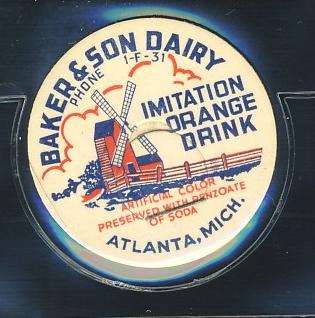 BAKER & SON DAIRY
PHONE 1-F-31
IMITATION
ORANGE
DRINK
ARTIFICIAL COLOR
PRESERVED WITH BENZOATE
OF SODA
ATLANTA, MICH.